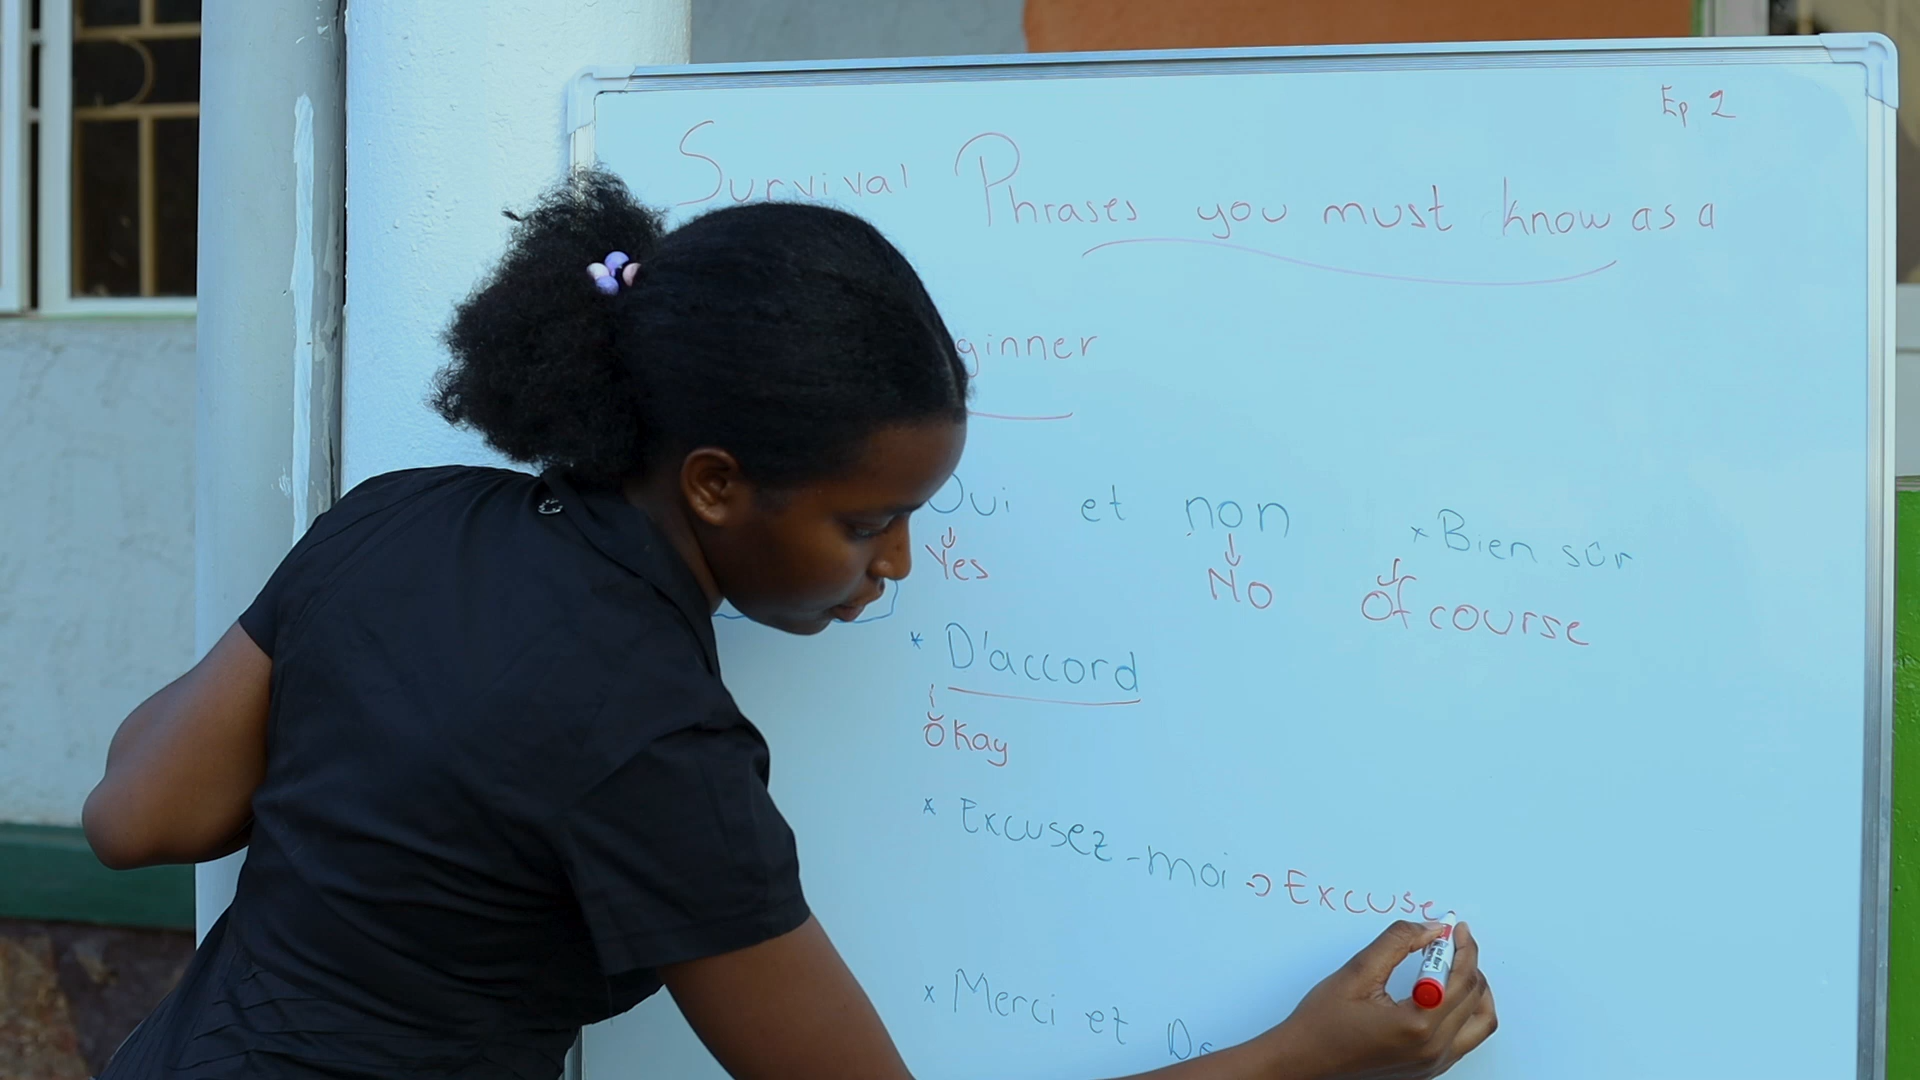 Ep 2
Survival Phrases you must know as a
ginner
Oui et non * Bien sûr
Yes No Of course
* D'accord
Okay
* Excusez-moi → Excuse
* Merci et De